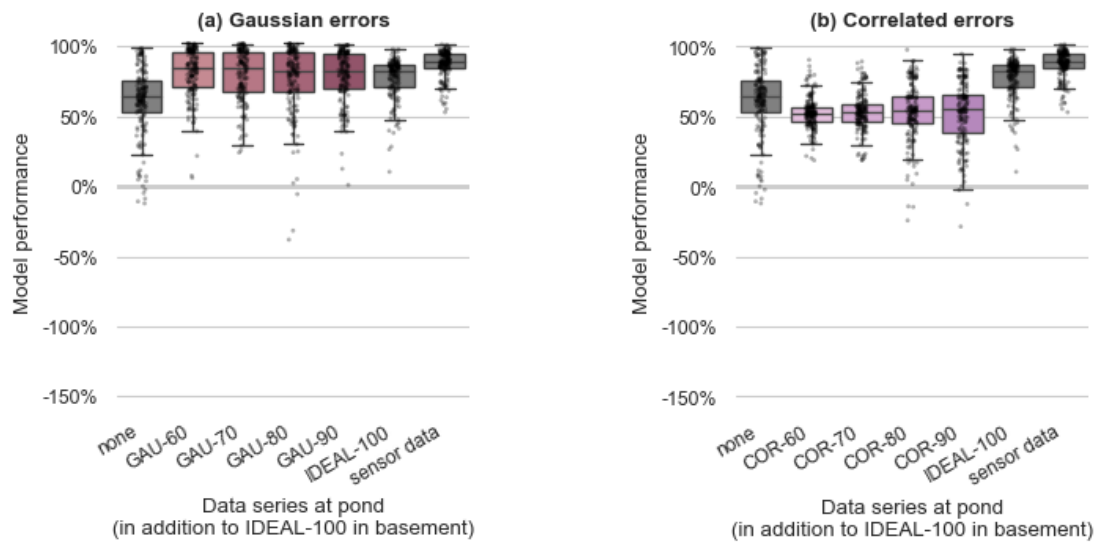 (a) Gaussian errors
100%
50%
0%
-50%
-100%
-150%
Model performance
none
GAU-60
GAU-70
GAU-80
GAU-90
IDEAL-100
sensor data
Data series at pond
(in addition to IDEAL-100 in basement)
(b) Correlated errors
100%
50%
0%
-50%
-100%
-150%
Model performance
none
COR-60
COR-70
COR-80
COR-90
IDEAL-100
sensor data
Data series at pond
(in addition to IDEAL-100 in basement)